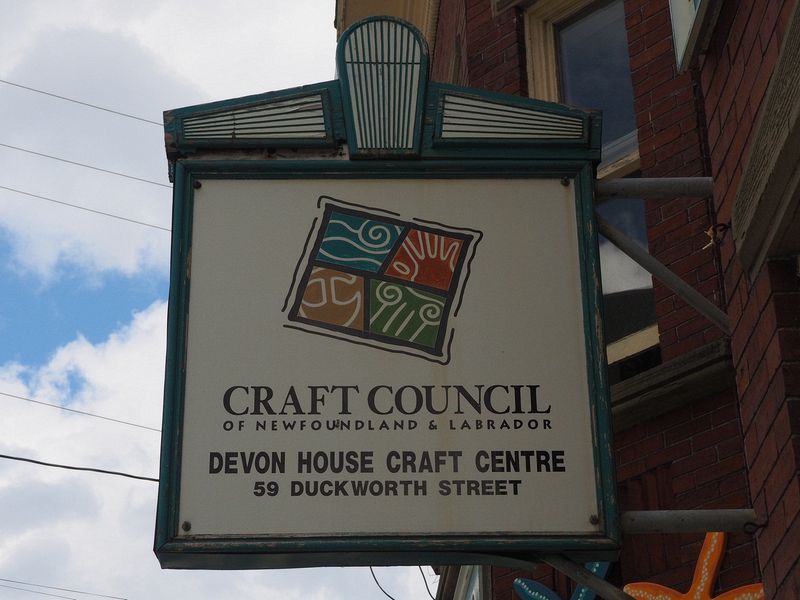 CRAFT COUNCIL
OF NEWFOUNDLAND & LABRADOR
DEVON HOUSE CRAFT CENTRE
59 DUCKWORTH STREET